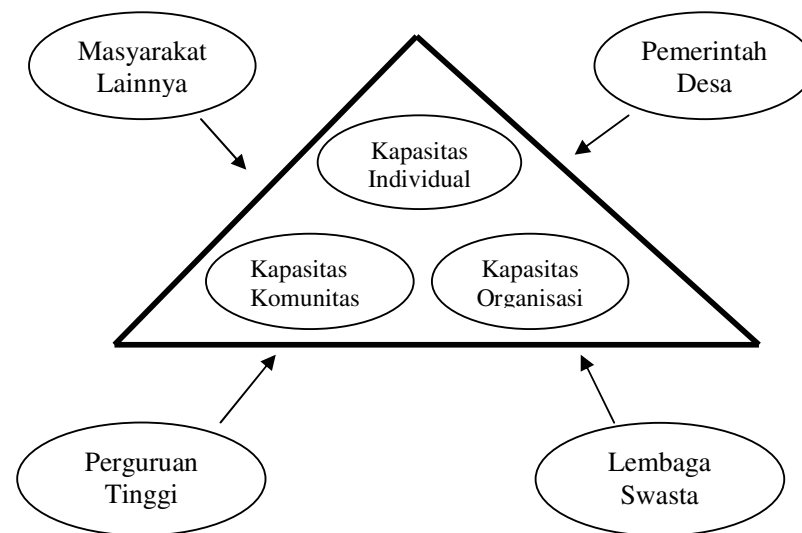 Masyarakat
Lainnya
Pemerintah
Desa
Kapasitas
Individual
Kapasitas
Komunitas
Kapasitas
Organisasi
Perguruan
Tinggi
Lembaga
Swasta